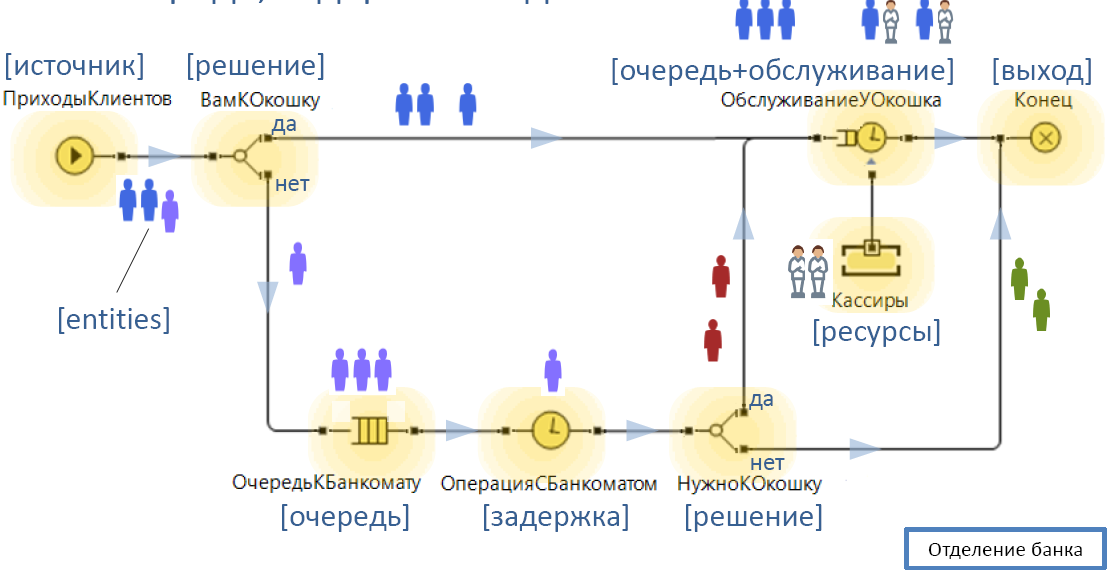 [источник]
[решение]
[очередь+обслуживание]
[выход]
ПриходыКлиентов
ВамКОкошку
ОбслуживаниеУОкошка
Конец
да
нет
[entities]
Кассиры
[ресурсы]
да
нет
ОчередьКБанкомату
ОперацияСБанкоматом
НужноКОкошку
[очередь]
[задержка]
[решение]
Отделение банка